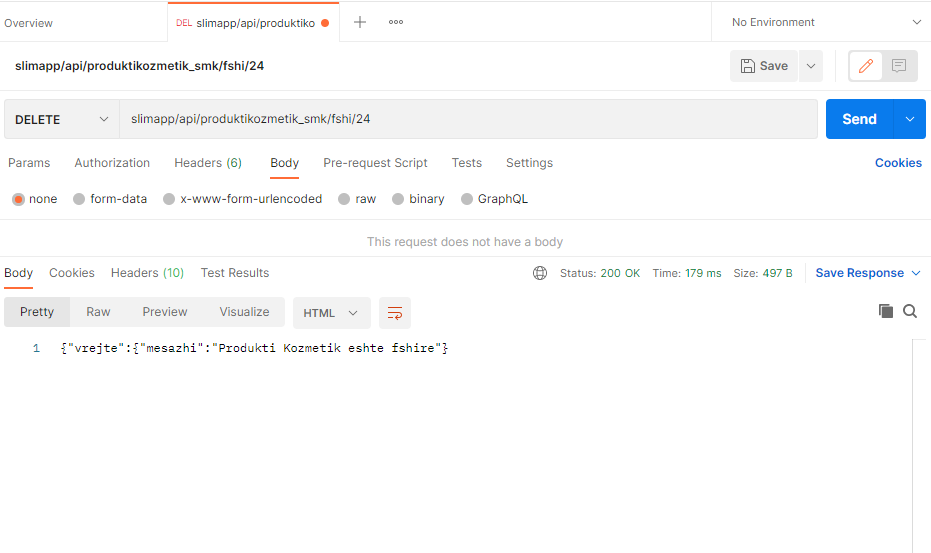 Overview DEL slimapp/api/produktiko No Environment
slimapp/api/produktikozmetik_smk/fshi/24 Save
DELETE slimapp/api/produktikozmetik_smk/fshi/24 Send
Params Authorization Headers (6) Body Pre-request Script Tests Settings Cookies
none form-data x-www-form-urlencoded raw binary GraphQL
This request does not have a body
Body Cookies Headers (10) Test Results Status: 200 OK Time: 179 ms Size: 497 B Save Response
Pretty Raw Preview Visualize HTML
1 {"vrejte":{"mesazhi":"Produkti Kozmetik eshte fshire"}